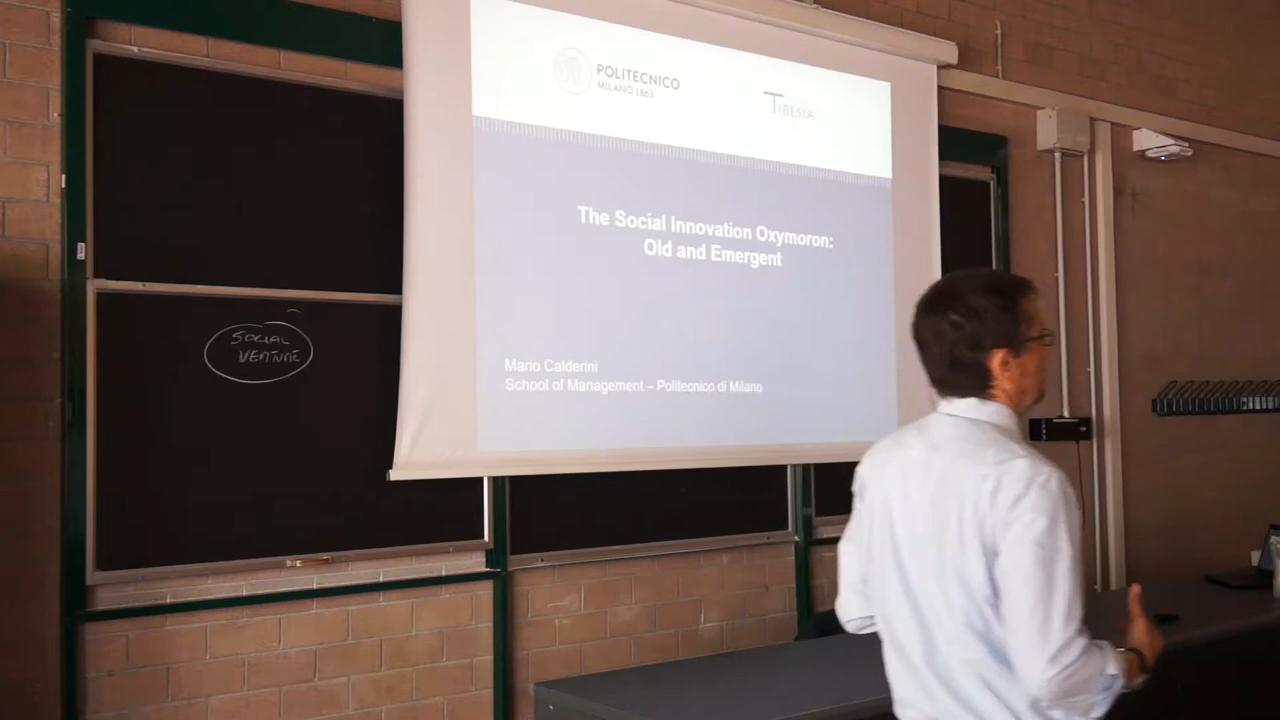 POLITECNICO
MILANO 1863
TIRESIA
The Social Innovation Oxymoron:
Old and Emergent
Mario Calderini
School of Management – Politecnico di Milano
SOCIAL
VENTURE